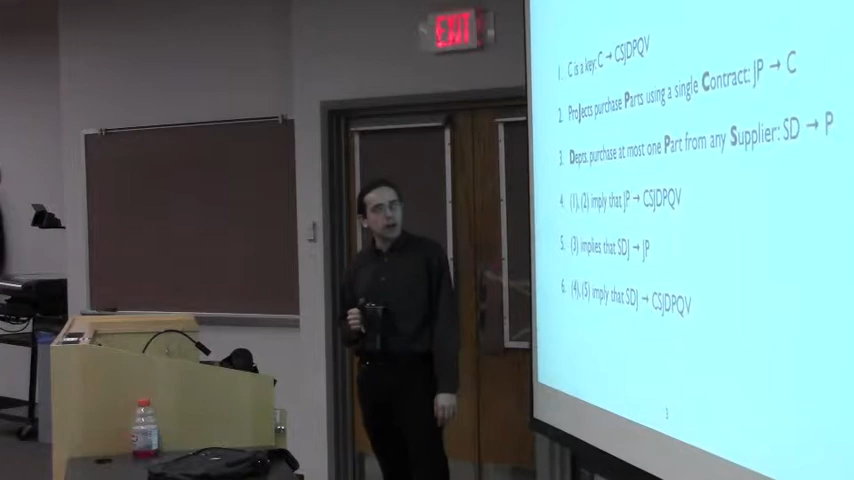 EXIT
1. C is a key: C → CSJDPQV
2. Projects purchase Parts using a single Contract: JP → C
3. Depts. purchase at most one Part from any Supplier: SD → P
4. (1), (2) imply that JP → CSJDPQV
5. (3) implies that SDJ → JP
6. (4), (5) imply that SDJ → CSJDPQV
3